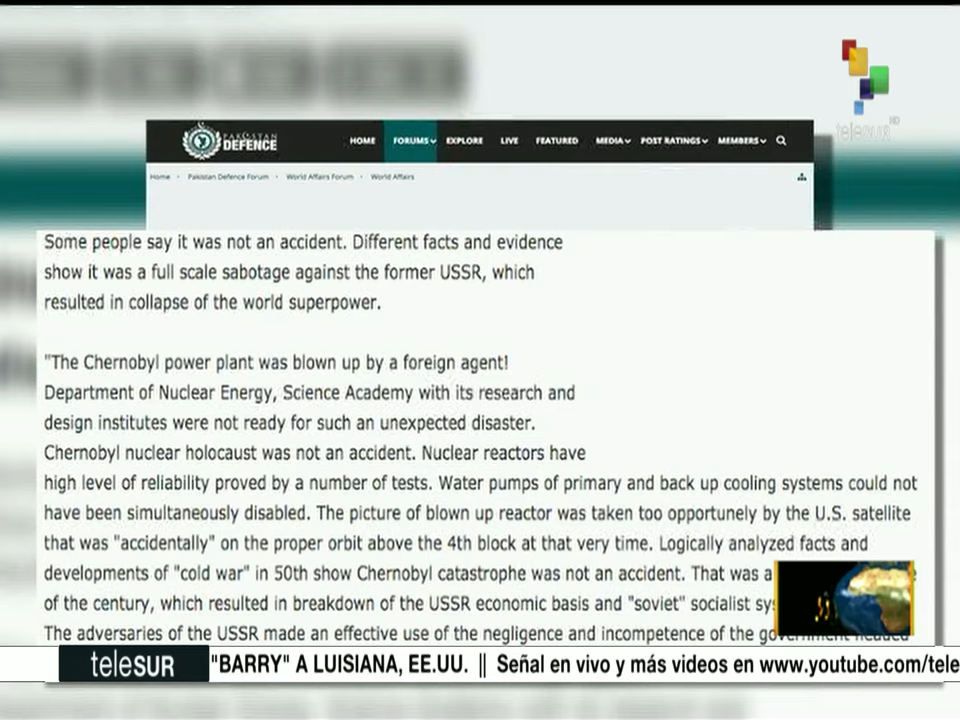 teleSUR HD
PAKISTAN DEFENCE
HOME FORUMS EXPLORE LIVE FEATURED MEDIA POST RATINGS MEMBERS
Home Pakistan Defence Forum World Affairs Forum World Affairs
Some people say it was not an accident. Different facts and evidence
show it was a full scale sabotage against the former USSR, which
resulted in collapse of the world superpower.
"The Chernobyl power plant was blown up by a foreign agent!
Department of Nuclear Energy, Science Academy with its research and
design institutes were not ready for such an unexpected disaster.
Chernobyl nuclear holocaust was not an accident. Nuclear reactors have
high level of reliability proved by a number of tests. Water pumps of primary and back up cooling systems could not
have been simultaneously disabled. The picture of blown up reactor was taken too opportunely by the U.S. satellite
that was "accidentally" on the proper orbit above the 4th block at that very time. Logically analyzed facts and
developments of "cold war" in 50th show Chernobyl catastrophe was not an accident. That was a
of the century, which resulted in breakdown of the USSR economic basis and "soviet" socialist
The adversaries of the USSR made an effective use of the negligence and incompetence of the
teleSUR "BARRY" A LUISIANA, EE.UU. || Señal en vivo y más videos en www.youtube.com/tele